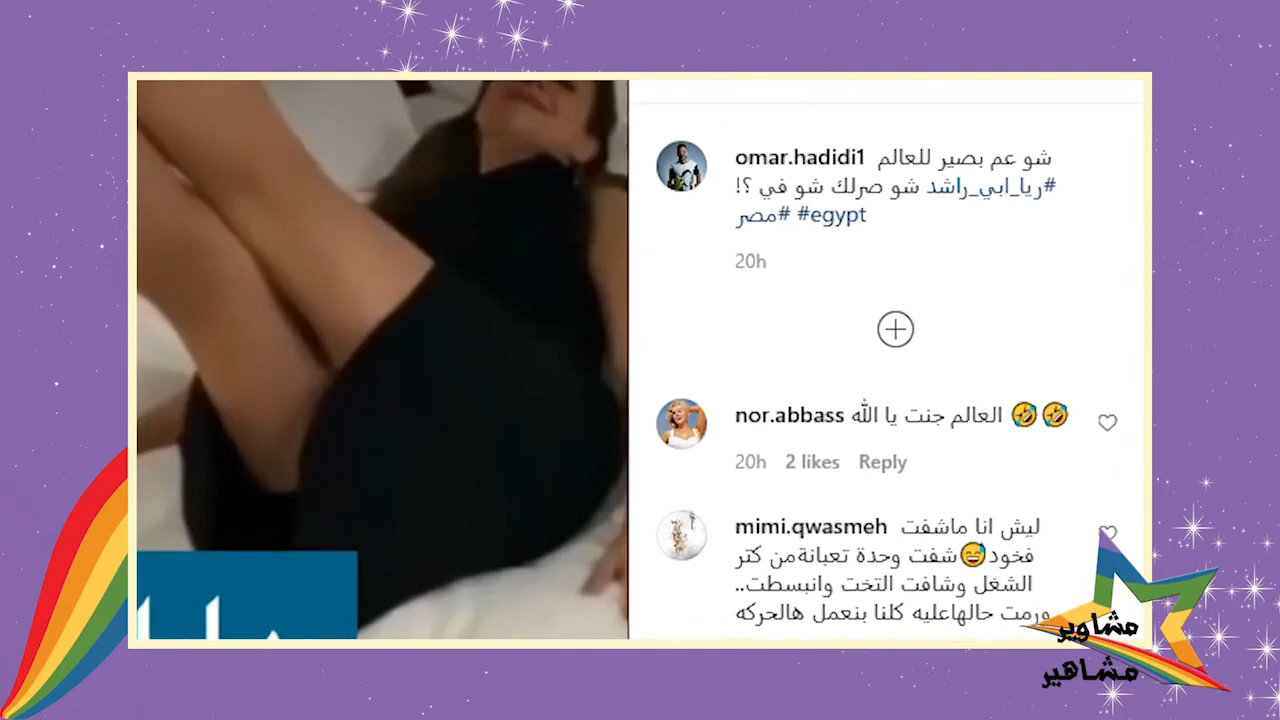 omar.hadidi1 شو عم بصير للعالم
#ريا_ابي_راشد شو صرلك شو في ؟!
#مصر #egypt
20h
nor.abbass العالم جنت يا الله 🤣🤣
20h 2 likes Reply
mimi.qwasmeh ليش انا ماشفت
فخود😅شفت وحدة تعبانةمن كتر
الشغل وشافت التخت وانبسطت..
ورمت حالهاعليه كلنا بنعمل هالحركه
مشاوير
مشاهير